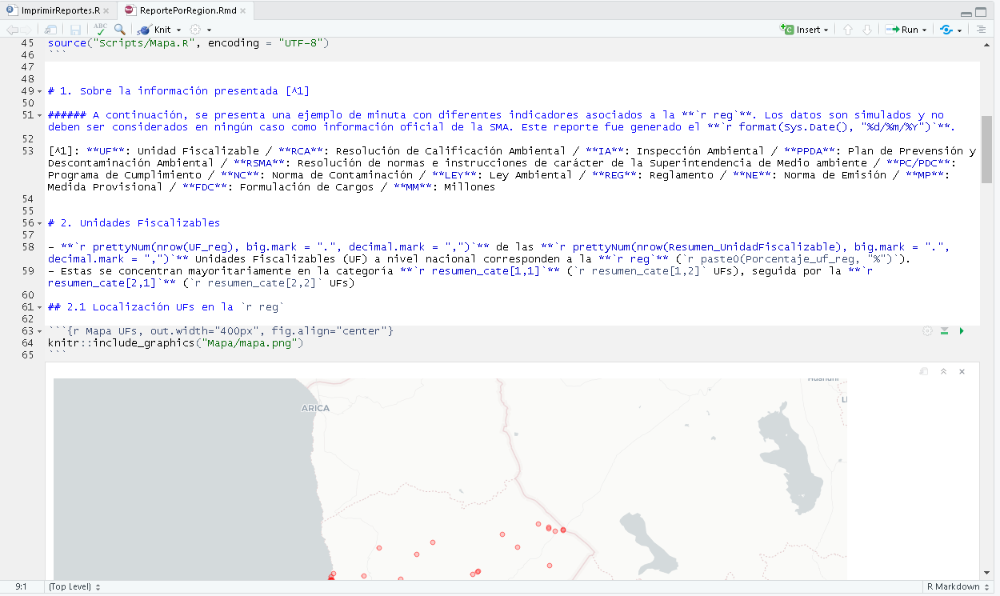 ImprimirReportes.R
ReportePorRegion.Rmd
ABC
Knit
Insert
Run
45 source("Scripts/Mapa.R", encoding = "UTF-8")
46 ```
47
48
49 # 1. Sobre la información presentada [^1]
50
51 ###### A continuación, se presenta una ejemplo de minuta con diferentes indicadores asociados a la **`r reg`**. Los datos son simulados y no
deben ser considerados en ningún caso como información oficial de la SMA. Este reporte fue generado el **`r format(Sys.Date(), "%d/%m/%Y")`**.
52
53 [^1]: **UF**: Unidad Fiscalizable / **RCA**: Resolución de Calificación Ambiental / **IA**: Inspección Ambiental / **PPDA**: Plan de Prevensión y
Descontaminación Ambiental / **RSMA**: Resolución de normas e instrucciones de carácter de la Superintendencia de Medio ambiente / **PC/PDC**:
Programa de Cumplimiento / **NC**: Norma de Contaminación / **LEY**: Ley Ambiental / **REG**: Reglamento / **NE**: Norma de Emisión / **MP**:
Medida Provisional / **FDC**: Formulación de Cargos / **MM**: Millones
54
55
56 # 2. Unidades Fiscalizables
57
58 - **`r prettyNum(nrow(UF_reg), big.mark = ".", decimal.mark = ",")`** de las **`r prettyNum(nrow(Resumen_UnidadFiscalizable), big.mark = ".",
decimal.mark = ",")`** Unidades Fiscalizables (UF) a nivel nacional corresponden a la **`r reg`** (`r paste0(Porcentaje_uf_reg, "%")`).
59 - Estas se concentran mayoritariamente en la categoría **`r resumen_cate[1,1]`** (`r resumen_cate[1,2]` UFs), seguida por la **`r
resumen_cate[2,1]`** (`r resumen_cate[2,2]` UFs)
60
61 ## 2.1 Localización UFs en la `r reg`
62
63 ```{r Mapa UFs, out.width="400px", fig.align="center"}
64 knitr::include_graphics("Mapa/mapa.png")
65 ```
Huanuni
ARICA
9:1
(Top Level)
R Markdown